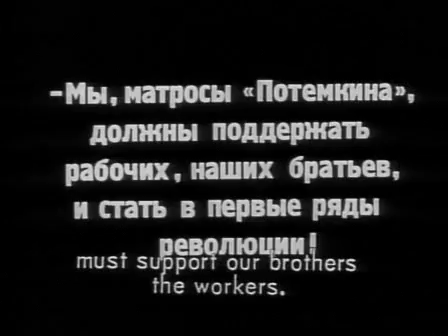 -Мы, матросы «Потемкина»,
должны поддержать
рабочих, наших братьев,
и стать в первые ряды
революции!
must support our brothers
the workers.